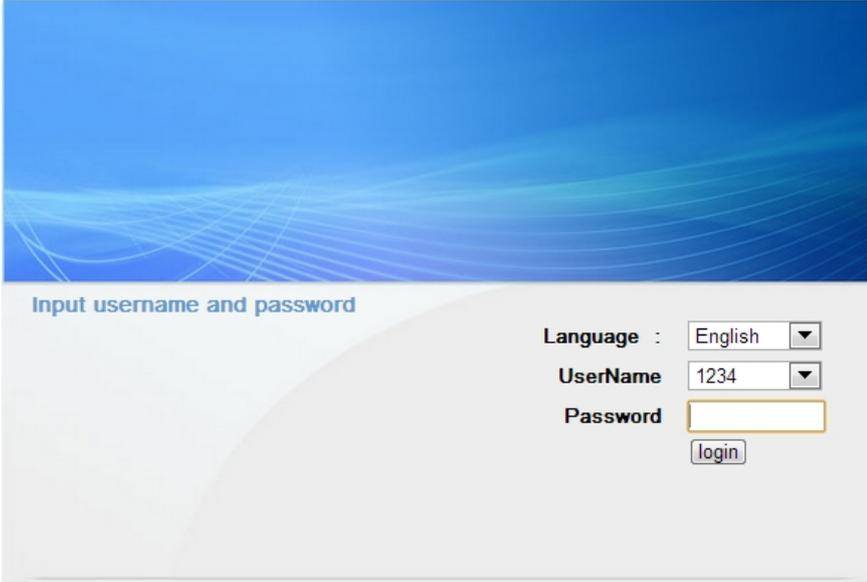 Input username and password
Language : English
UserName 1234
Password
login